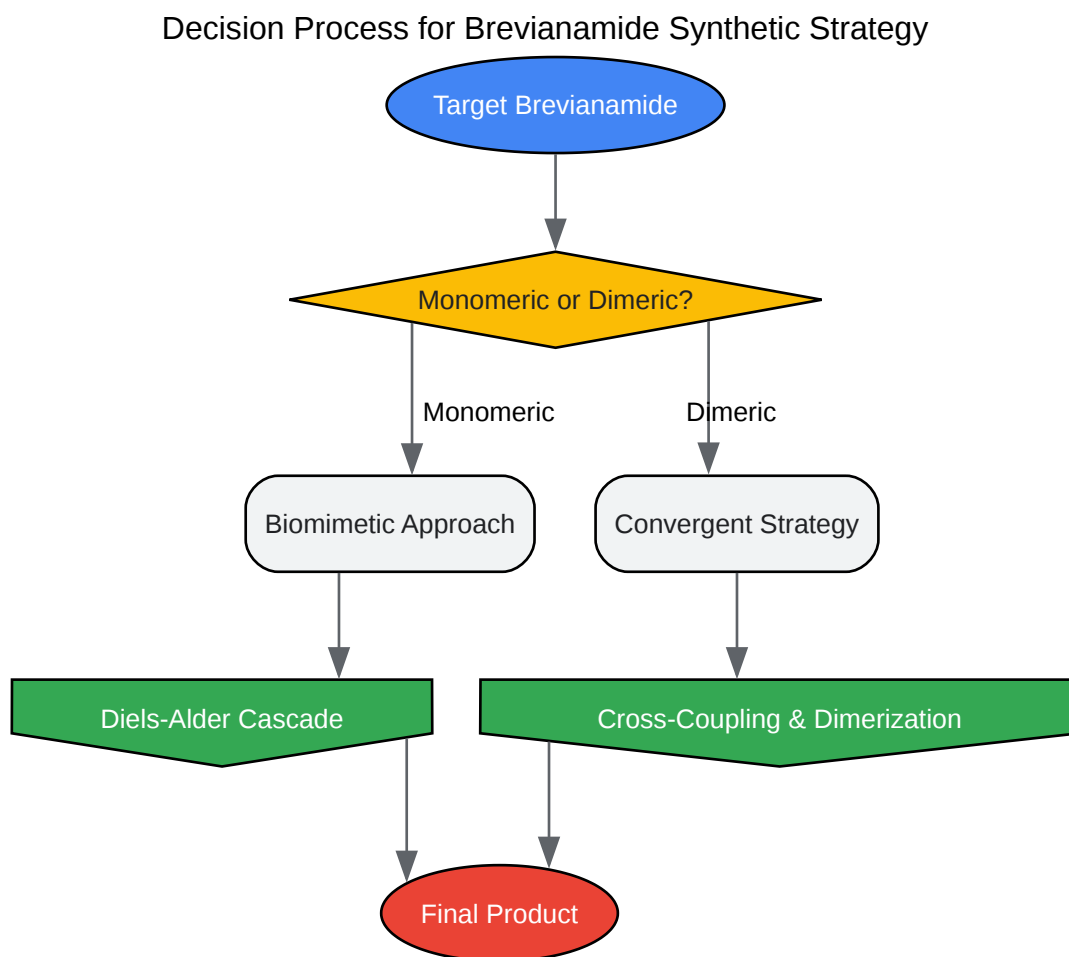 Decision Process for Brevianamide Synthetic Strategy
Target Brevianamide
Monomeric or Dimeric?
Monomeric
Dimeric
Biomimetic Approach
Convergent Strategy
Diels-Alder Cascade
Cross-Coupling & Dimerization
Final Product